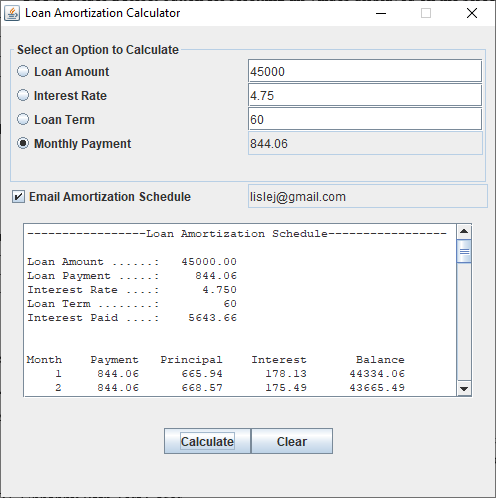 Loan Amortization Calculator
Select an Option to Calculate
Loan Amount 45000
Interest Rate 4.75
Loan Term 60
Monthly Payment 844.06
Email Amortization Schedule lislej@gmail.com
-----------------Loan Amortization Schedule-----------------
Loan Amount ......: 45000.00
Loan Payment .....: 844.06
Interest Rate ....: 4.750
Loan Term ........: 60
Interest Paid ....: 5643.66
Month Payment Principal Interest Balance
1 844.06 665.94 178.13 44334.06
2 844.06 668.57 175.49 43665.49
Calculate Clear